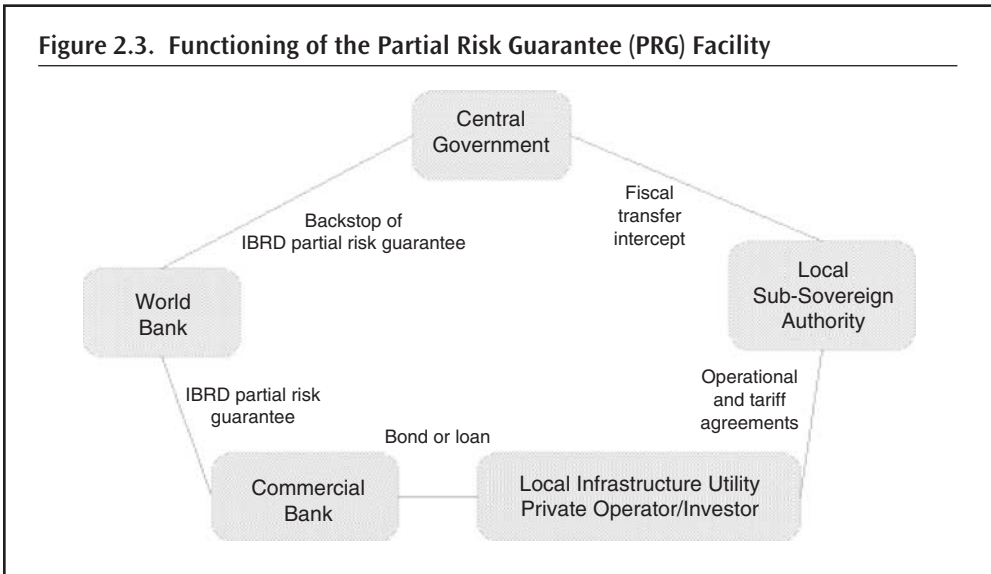 Figure 2.3. Functioning of the Partial Risk Guarantee (PRG) Facility
Central
Government
Backstop of
IBRD partial risk guarantee
Fiscal
transfer
intercept
World
Bank
Local
Sub-Sovereign
Authority
IBRD partial risk
guarantee
Operational
and tariff
agreements
Bond or loan
Commercial
Bank
Local Infrastructure Utility
Private Operator/Investor